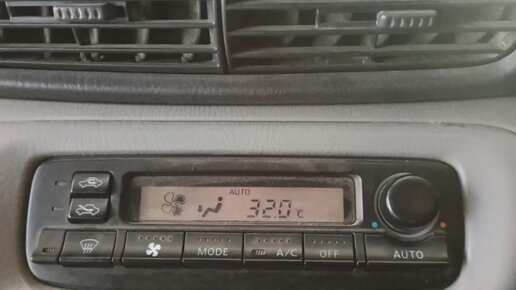 AUTO
32.0°C
MODE
A/C
OFF
AUTO